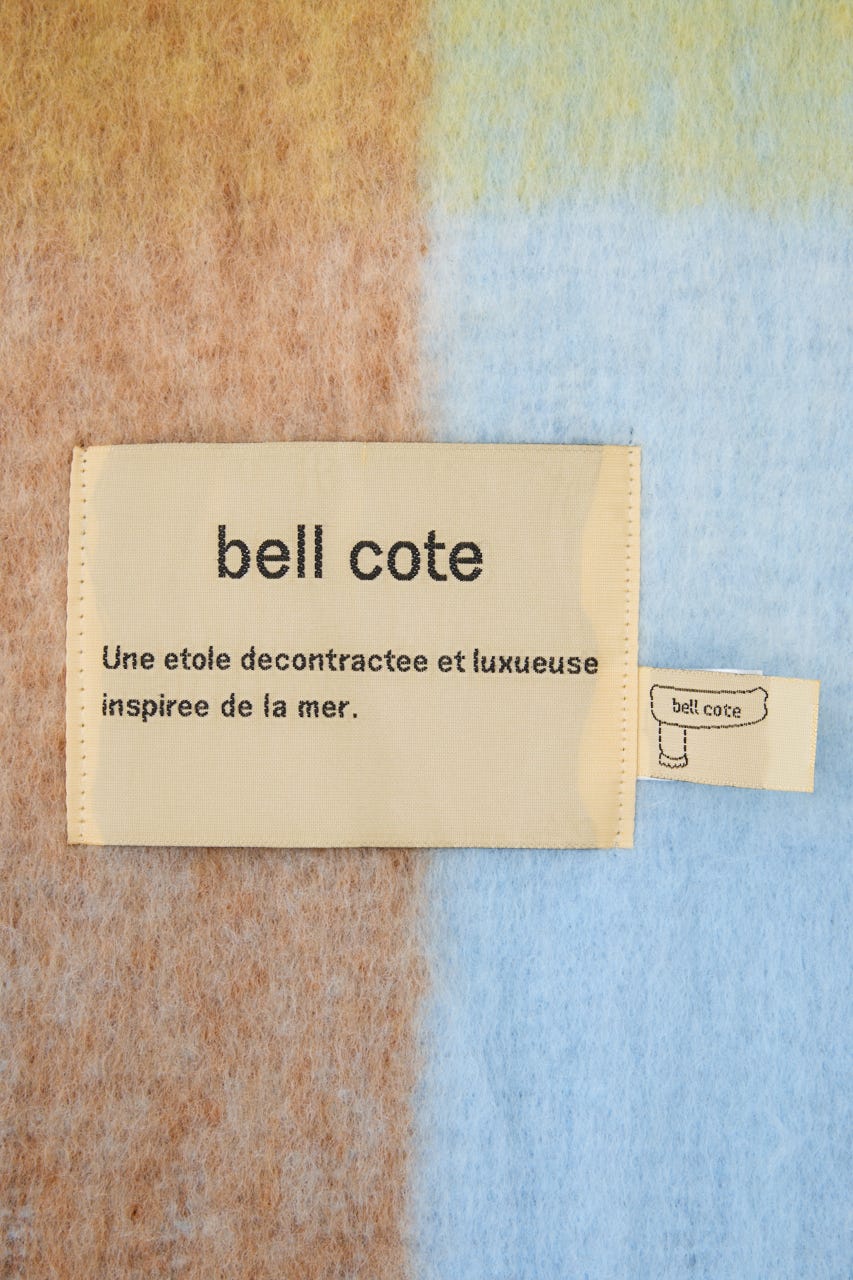 bell cote
Une etole decontractee et luxueuse
inspiree de la mer.
bell cote